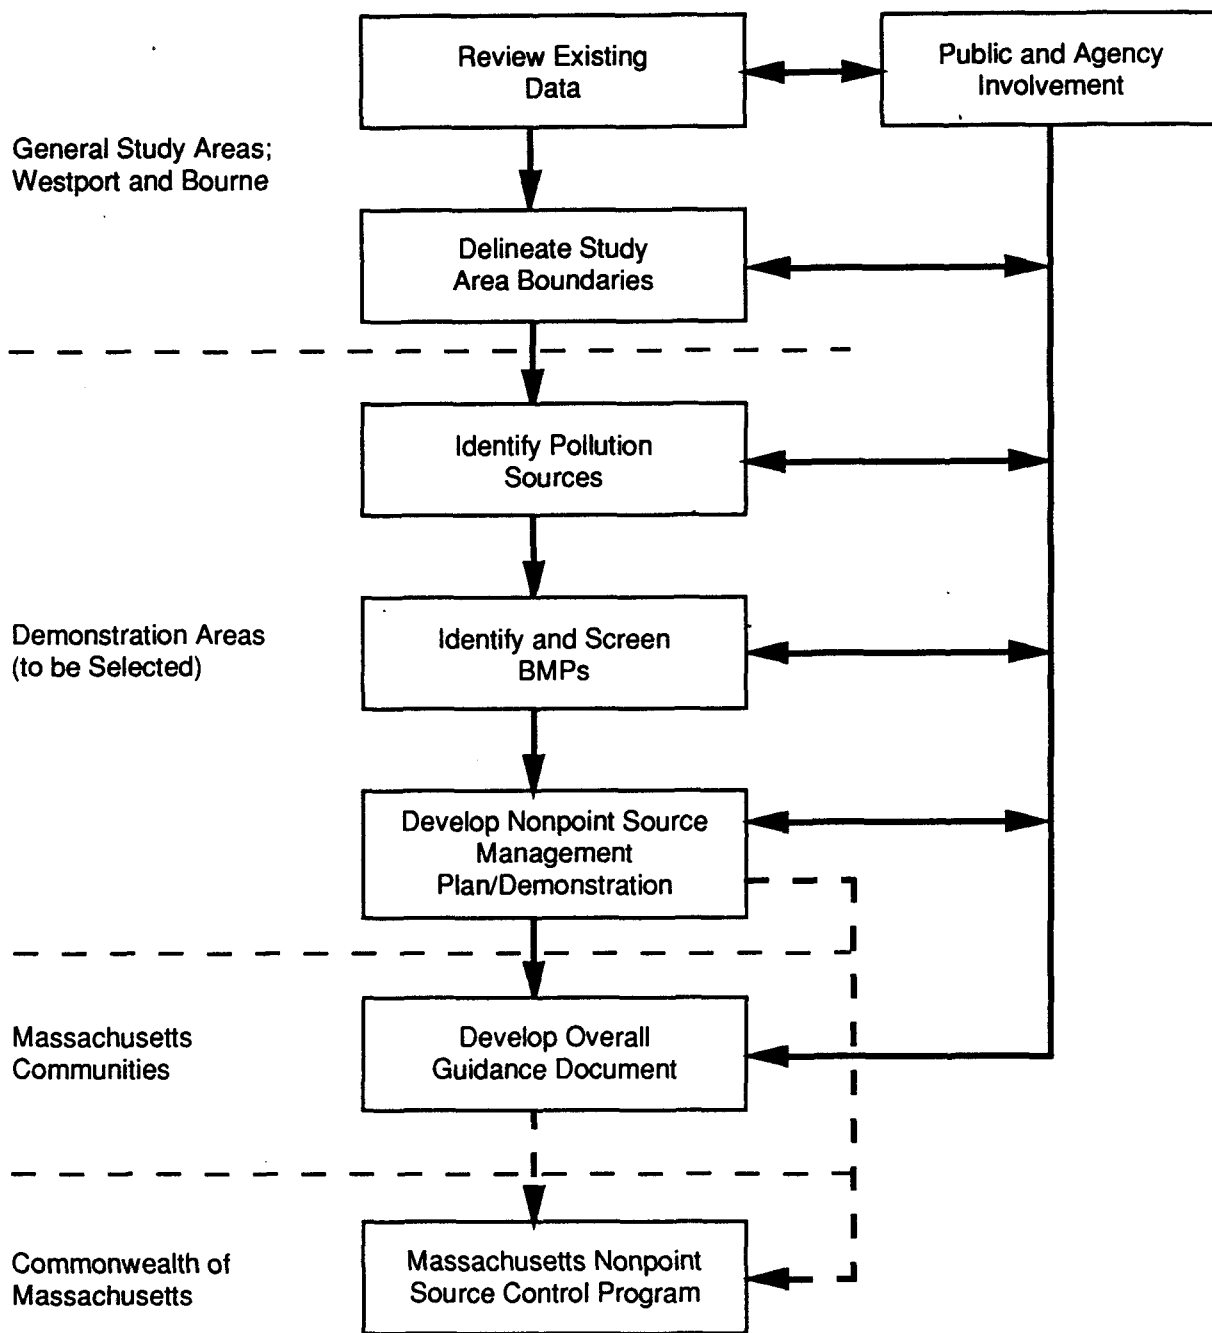 Review Existing
Data
Public and Agency
Involvement
General Study Areas;
Westport and Bourne
Delineate Study
Area Boundaries
Identify Pollution
Sources
Demonstration Areas
(to be Selected)
Identify and Screen
BMPs
Develop Nonpoint Source
Management
Plan/Demonstration
Massachusetts
Communities
Develop Overall
Guidance Document
Commonwealth of
Massachusetts
Massachusetts Nonpoint
Source Control Program